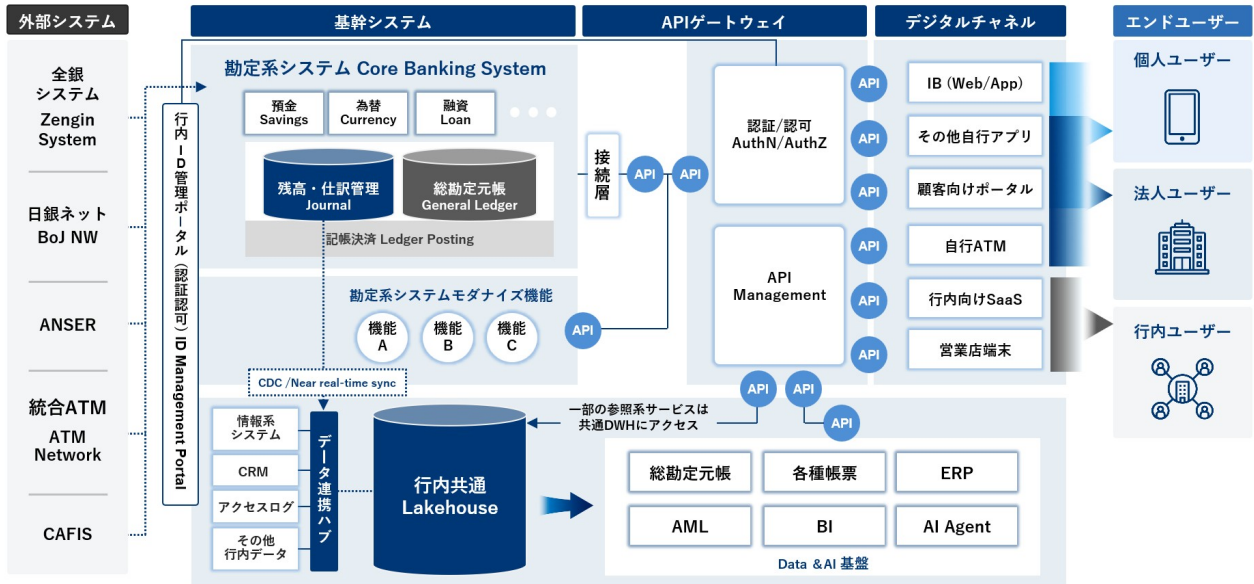 外部システム
全銀
システム
Zengin
System
日銀ネット
BoJ NW
ANSER
統合ATM
ATM
Network
CAFIS
行内ID管理ポータル（認証認可）ID Management Portal
基幹システム
勘定系システム Core Banking System
預金
Savings
為替
Currency
融資
Loan
残高・仕訳管理
Journal
総勘定元帳
General Ledger
記帳決済 Ledger Posting
勘定系システムモダナイズ機能
機能
A
機能
B
機能
C
API
接続層
API
API
APIゲートウェイ
認証/認可
AuthN/AuthZ
API
Management
API
API
API
API
API
API
API
API
API
デジタルチャネル
IB (Web/App)
その他自行アプリ
顧客向けポータル
自行ATM
行内向けSaaS
営業店端末
エンドユーザー
個人ユーザー
法人ユーザー
行内ユーザー
CDC /Near real-time sync
情報系
システム
CRM
アクセスログ
その他
行内データ
データ連携ハブ
行内共通
Lakehouse
一部の参照系サービスは
共通DWHにアクセス
総勘定元帳
各種帳票
ERP
AML
BI
AI Agent
Data &AI 基盤